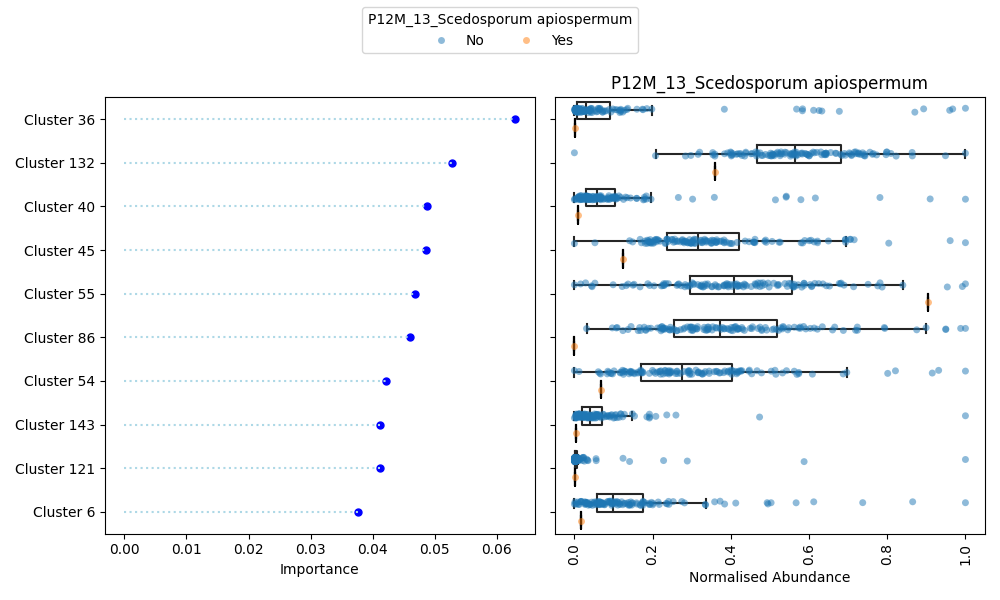 P12M_13_Scedosporum apiospermum
No Yes
P12M_13_Scedosporum apiospermum
Cluster 36
Cluster 132
Cluster 40
Cluster 45
Cluster 55
Cluster 86
Cluster 54
Cluster 143
Cluster 121
Cluster 6
0.00 0.01 0.02 0.03 0.04 0.05 0.06
Importance
0.0 0.2 0.4 0.6 0.8 1.0
Normalised Abundance